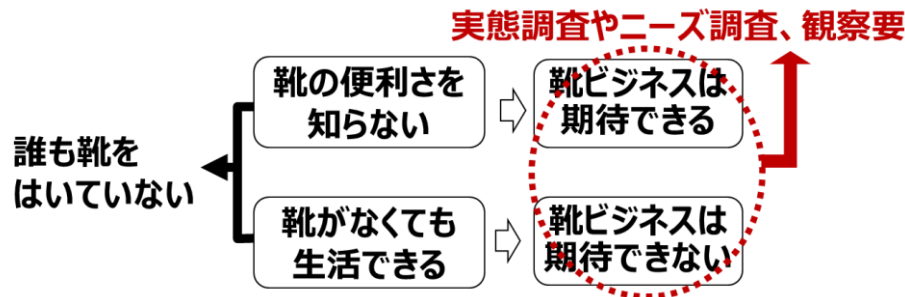 実態調査やニーズ調査、観察要
靴の便利さを
知らない
靴ビジネスは
期待できる
誰も靴を
はいていない
靴がなくても
生活できる
靴ビジネスは
期待できない